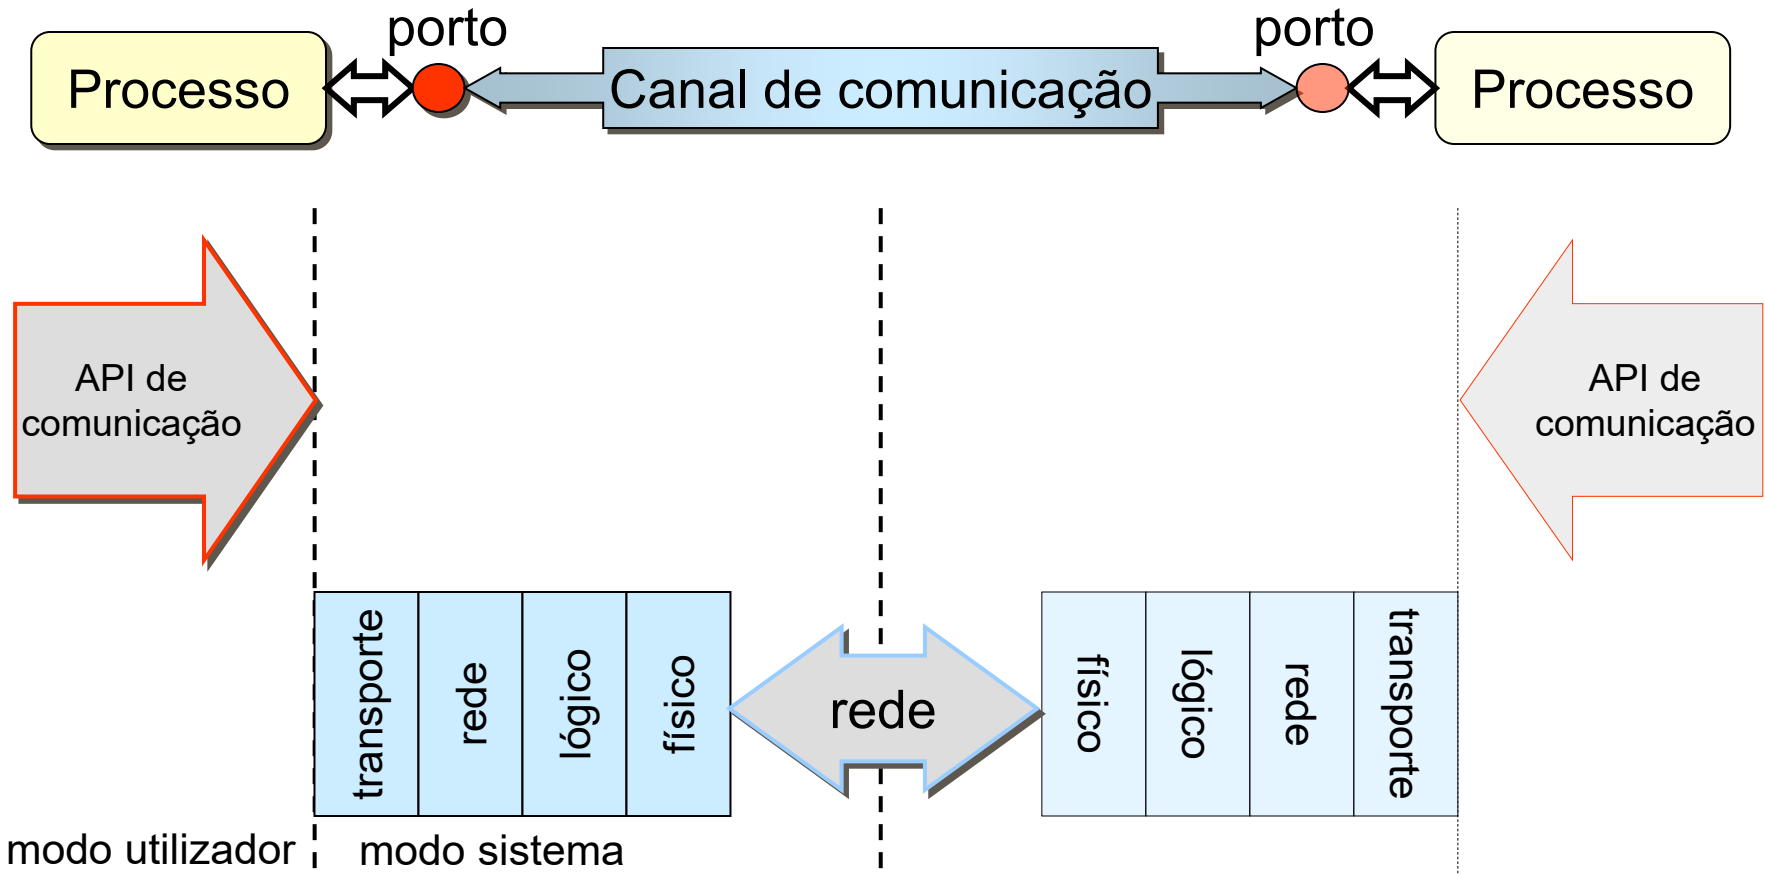 porto
porto
Processo
Canal de comunicação
Processo
API de
comunicação
API de
comunicação
transporte
rede
lógico
físico
rede
físico
lógico
rede
transporte
modo utilizador
modo sistema